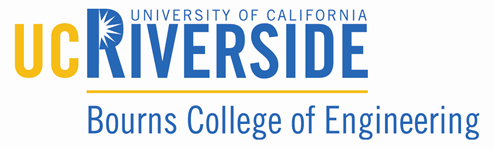 UNIVERSITY OF CALIFORNIA
UCRIVERSIDE
Bourns College of Engineering